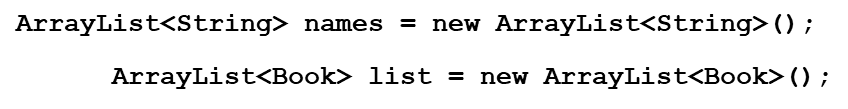 ArrayList<String> names = new ArrayList<String>();
ArrayList<Book> list = new ArrayList<Book>();